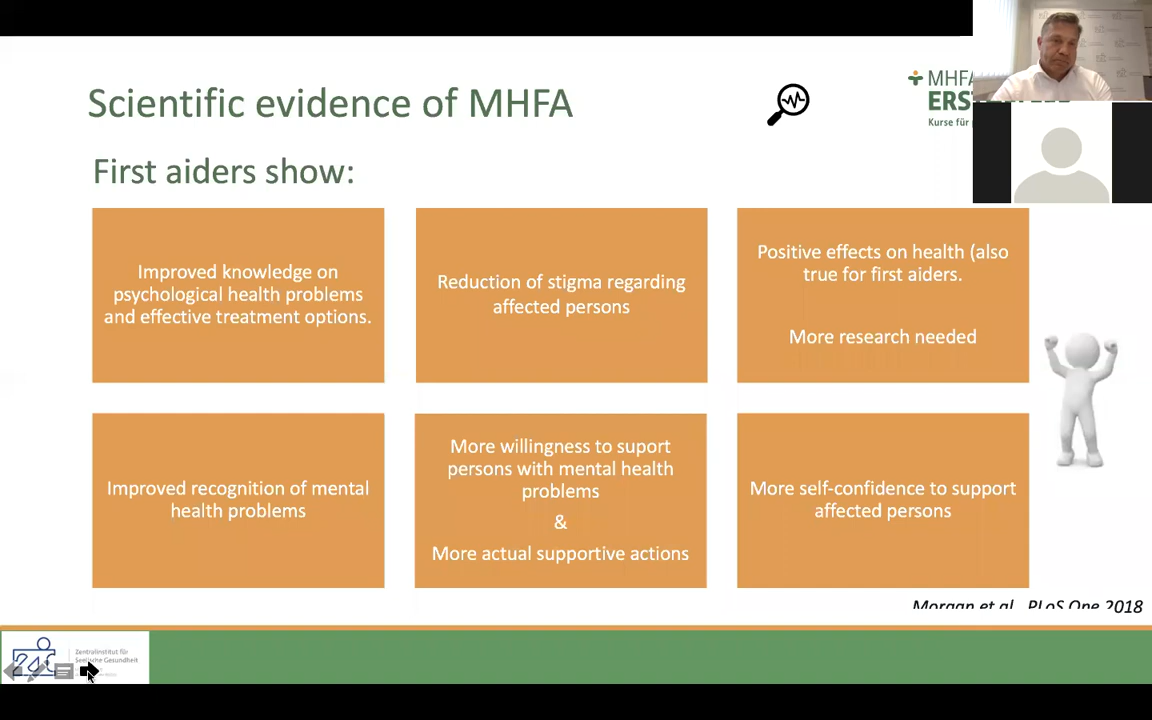 Scientific evidence of MHFA
MHFA
Kurse für
First aiders show:
Improved knowledge on
psychological health problems
and effective treatment options.
Reduction of stigma regarding
affected persons
Positive effects on health (also
true for first aiders.
More research needed
Improved recognition of mental
health problems
More willingness to suport
persons with mental health
problems
&
More actual supportive actions
More self-confidence to support
affected persons
Morgan et al., PLoS One 2018
Zentralinstitut für
Seelische Gesundheit